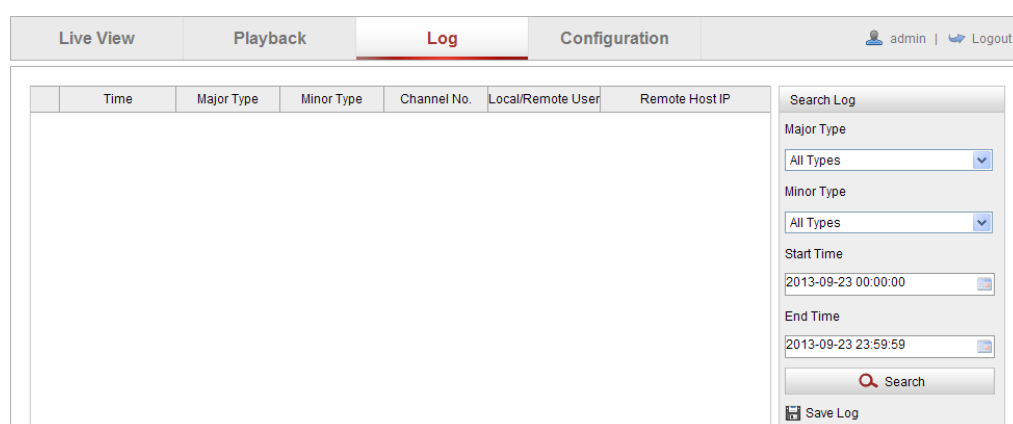 Live View Playback Log Configuration admin | Logout
Time Major Type Minor Type Channel No. Local/Remote User Remote Host IP
Search Log
Major Type
All Types
Minor Type
All Types
Start Time
2013-09-23 00:00:00
End Time
2013-09-23 23:59:59
Search
Save Log